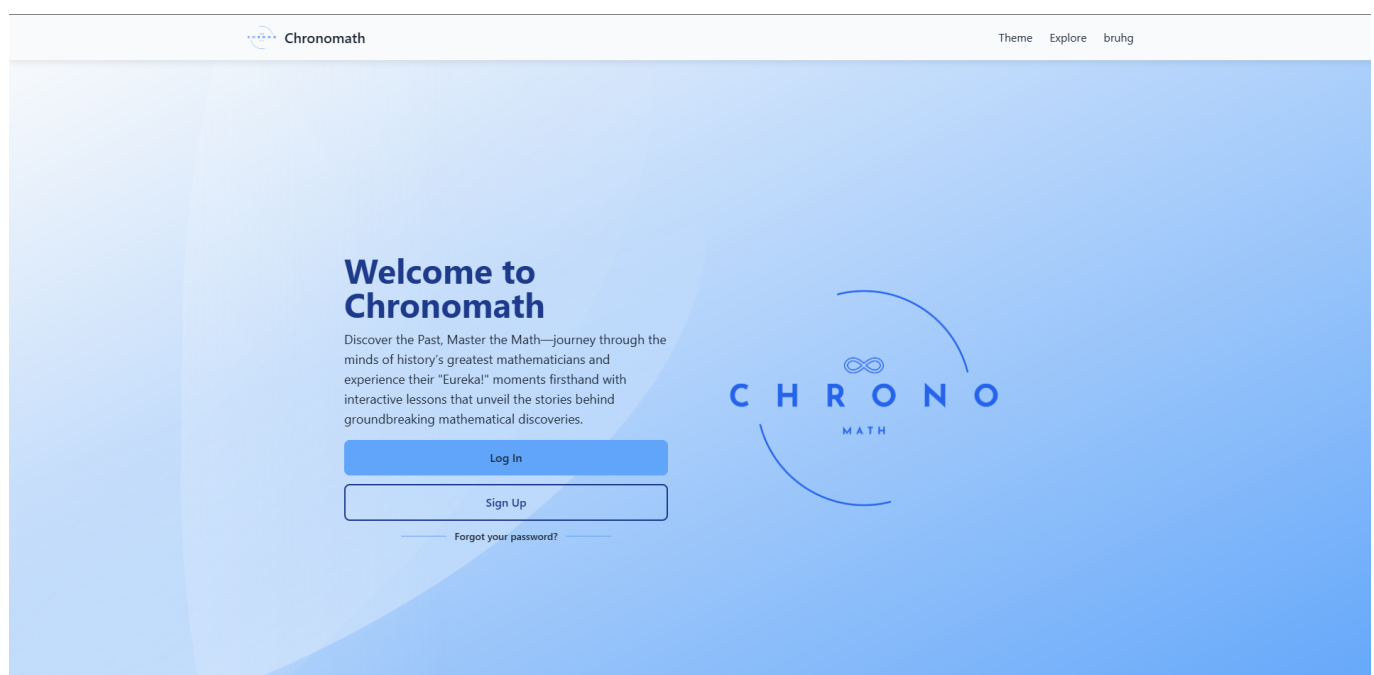 Chronomath
Theme Explore bruhg
Welcome to
Chronomath
Discover the Past, Master the Math—journey through the
minds of history's greatest mathematicians and
experience their "Eureka!" moments firsthand with
interactive lessons that unveil the stories behind
groundbreaking mathematical discoveries.
Log In
Sign Up
Forgot your password?
CHRONO
MATH